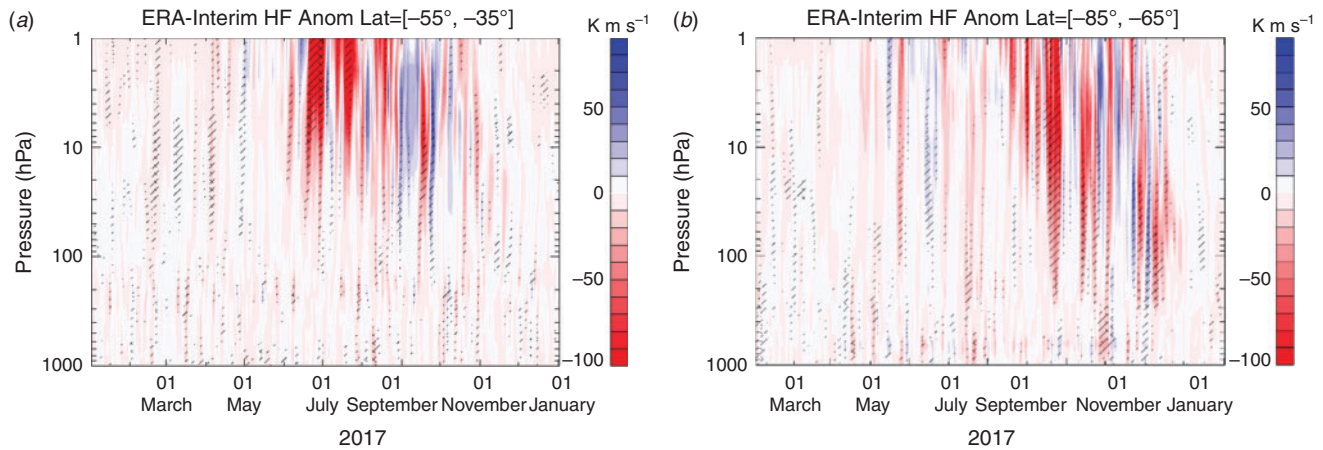 (a) ERA-Interim HF Anom Lat=[–55°, –35°] K m s⁻¹
1
10
100
1000
Pressure (hPa)
50
0
–50
–100
01 01 01 01 01 01
March May July September November January
2017
(b) ERA-Interim HF Anom Lat=[–85°, –65°] K m s⁻¹
1
10
100
1000
Pressure (hPa)
50
0
–50
–100
01 01 01 01 01 01
March May July September November January
2017